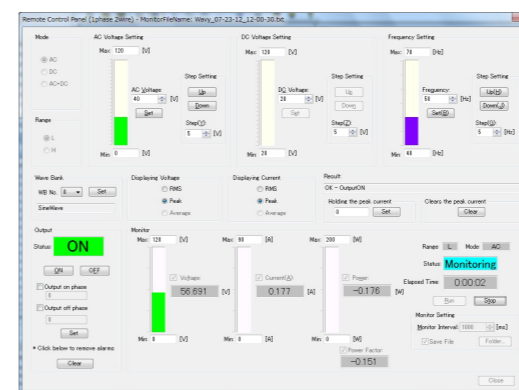 Remote Control Panel (1phase 2wire) - MonitorFileName: Wavy_07-23-12_12-00-30.txt
Mode
AC
DC
AC+DC
Range
L
H
AC Voltage Setting
Max: 120 [V]
AC Voltage:
40 [V]
Set
Step Setting
Up
Down
Step(Y):
5 [V]
Min: 0 [V]
DC Voltage Setting
Max: 120 [V]
DC Voltage:
20 [V]
Set
Step Setting
Up
Down
Step(Z):
5 [V]
Min: 20 [V]
Frequency Setting
Max: 70 [Hz]
Frequency:
50 [Hz]
Set(B)
Step Setting
Up(H)
Down(J)
Step(G):
5 [Hz]
Min: 40 [Hz]
Wave Bank
WB No. 0 Set
SineWave
Displaying Voltage
RMS
Peak
Average
Displaying Current
RMS
Peak
Average
Result
OK - OutputON
Holding the peak current
0 Set
Clears the peak current
Clear
Output
Status: ON
ON OFF
Output on phase
0
Output off phase
0
Set
* Click below to remove alarms
Clear
Monitor
Max: 120 [V]
Voltage
56.691 [V]
Min: 0 [V]
Max: 90 [A]
Current(A)
0.177 [A]
Min: 0 [A]
Max: 200 [W]
Power
-0.176 [W]
Min: 0 [W]
Power Factor
-0.151
Range L Mode AC
Status Monitoring
Elapsed Time 0:00:02
Run Stop
Monitor Setting
Monitor Interval: 1000 [ms]
Save File Folder..
Close